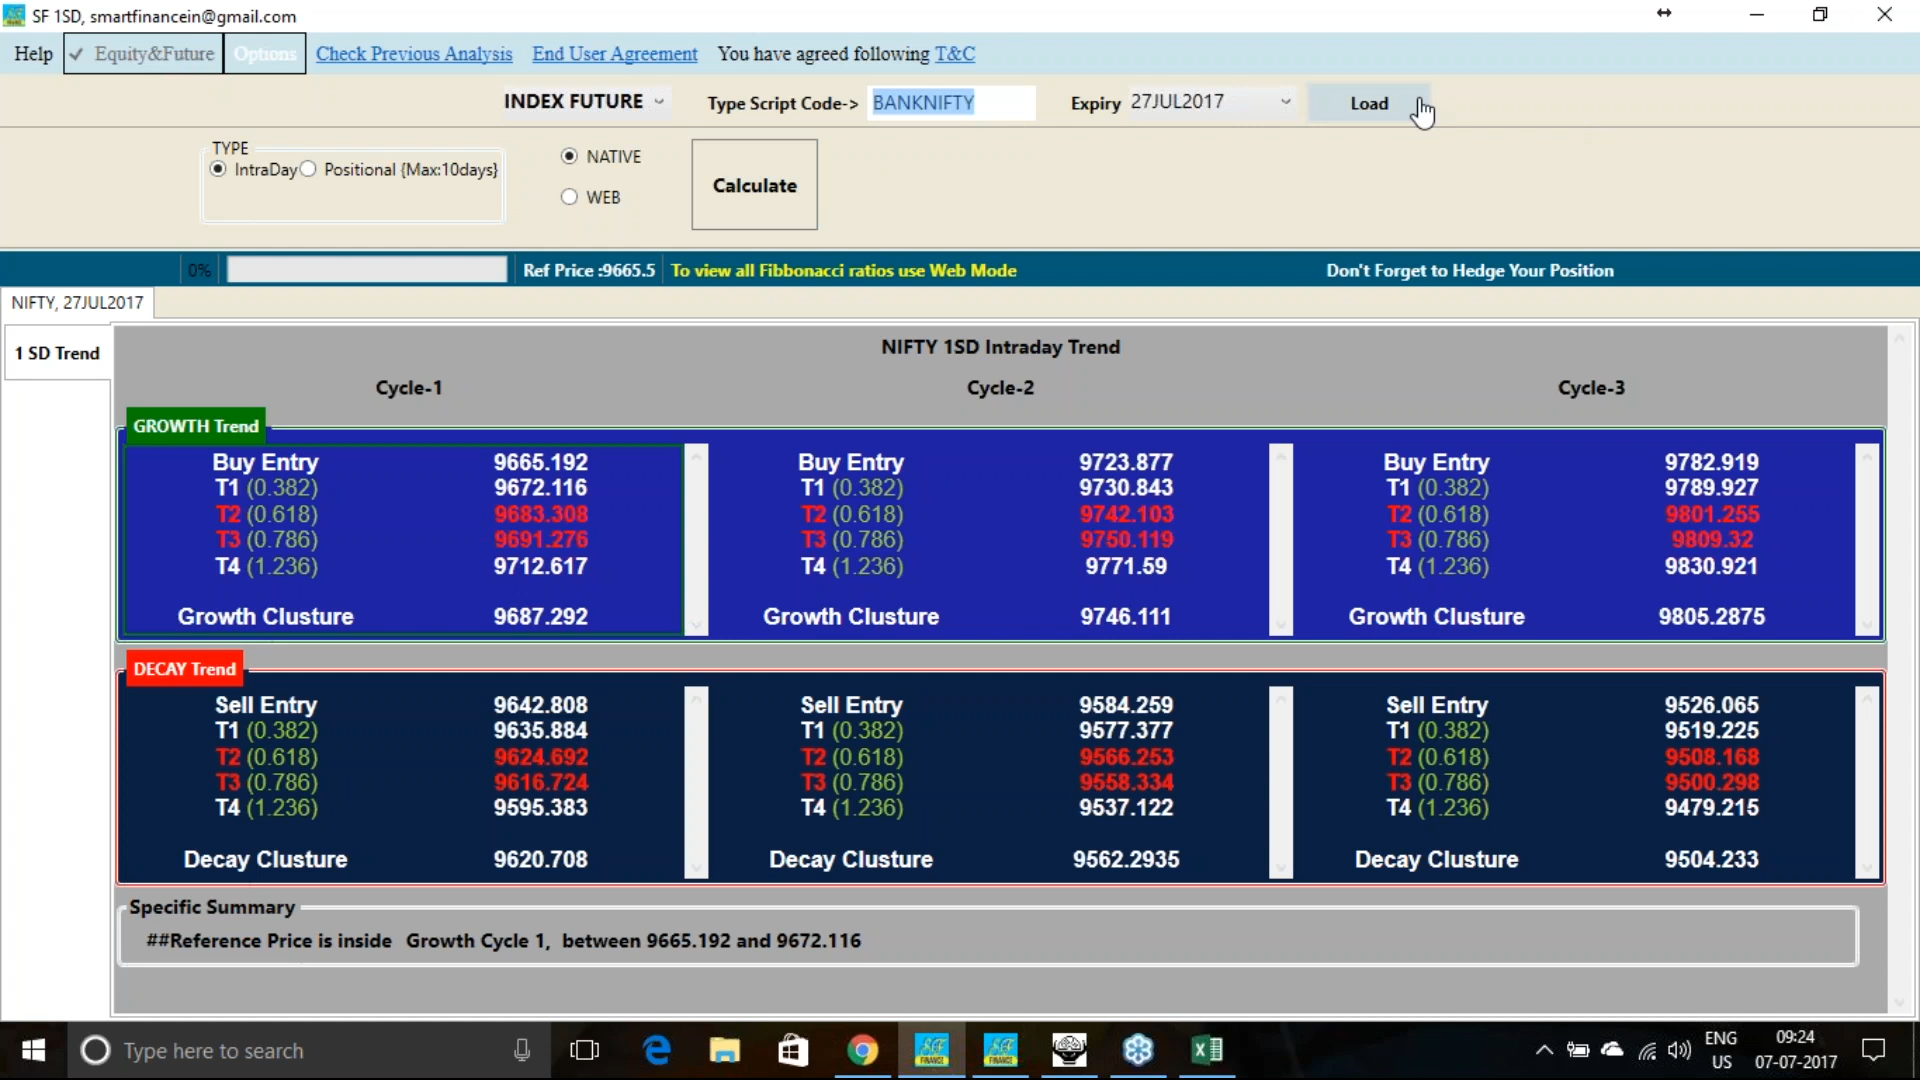 SF 1SD, smartfinancein@gmail.com
Help ✓ Equity&Future Options Check Previous Analysis End User Agreement You have agreed following T&C
INDEX FUTURE Type Script Code-> BANKNIFTY Expiry 27JUL2017 Load
TYPE
IntraDay Positional {Max:10days}
NATIVE
WEB
Calculate
0% Ref Price :9665.5 To view all Fibbonacci ratios use Web Mode Don't Forget to Hedge Your Position
NIFTY, 27JUL2017
1 SD Trend
NIFTY 1SD Intraday Trend
Cycle-1 Cycle-2 Cycle-3
GROWTH Trend
Buy Entry 9665.192 Buy Entry 9723.877 Buy Entry 9782.919
T1 (0.382) 9672.116 T1 (0.382) 9730.843 T1 (0.382) 9789.927
T2 (0.618) 9683.308 T2 (0.618) 9742.103 T2 (0.618) 9801.255
T3 (0.786) 9691.276 T3 (0.786) 9750.119 T3 (0.786) 9809.32
T4 (1.236) 9712.617 T4 (1.236) 9771.59 T4 (1.236) 9830.921
Growth Clusture 9687.292 Growth Clusture 9746.111 Growth Clusture 9805.2875
DECAY Trend
Sell Entry 9642.808 Sell Entry 9584.259 Sell Entry 9526.065
T1 (0.382) 9635.884 T1 (0.382) 9577.377 T1 (0.382) 9519.225
T2 (0.618) 9624.692 T2 (0.618) 9566.253 T2 (0.618) 9508.168
T3 (0.786) 9616.724 T3 (0.786) 9558.334 T3 (0.786) 9500.298
T4 (1.236) 9595.383 T4 (1.236) 9537.122 T4 (1.236) 9479.215
Decay Clusture 9620.708 Decay Clusture 9562.2935 Decay Clusture 9504.233
Specific Summary
##Reference Price is inside Growth Cycle 1, between 9665.192 and 9672.116
Type here to search
ENG
US
09:24
07-07-2017